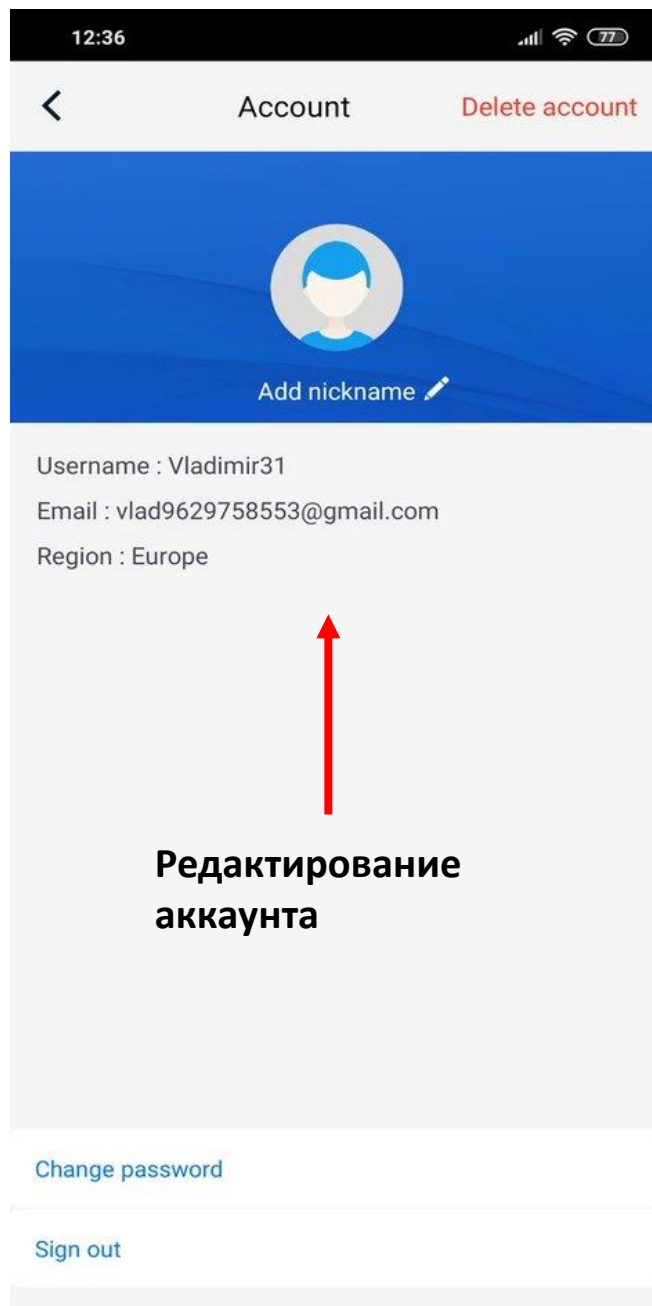 12:36
77
Account
Delete account
Add nickname
Username : Vladimir31
Email : vlad9629758553@gmail.com
Region : Europe
Редактирование
аккаунта
Change password
Sign out